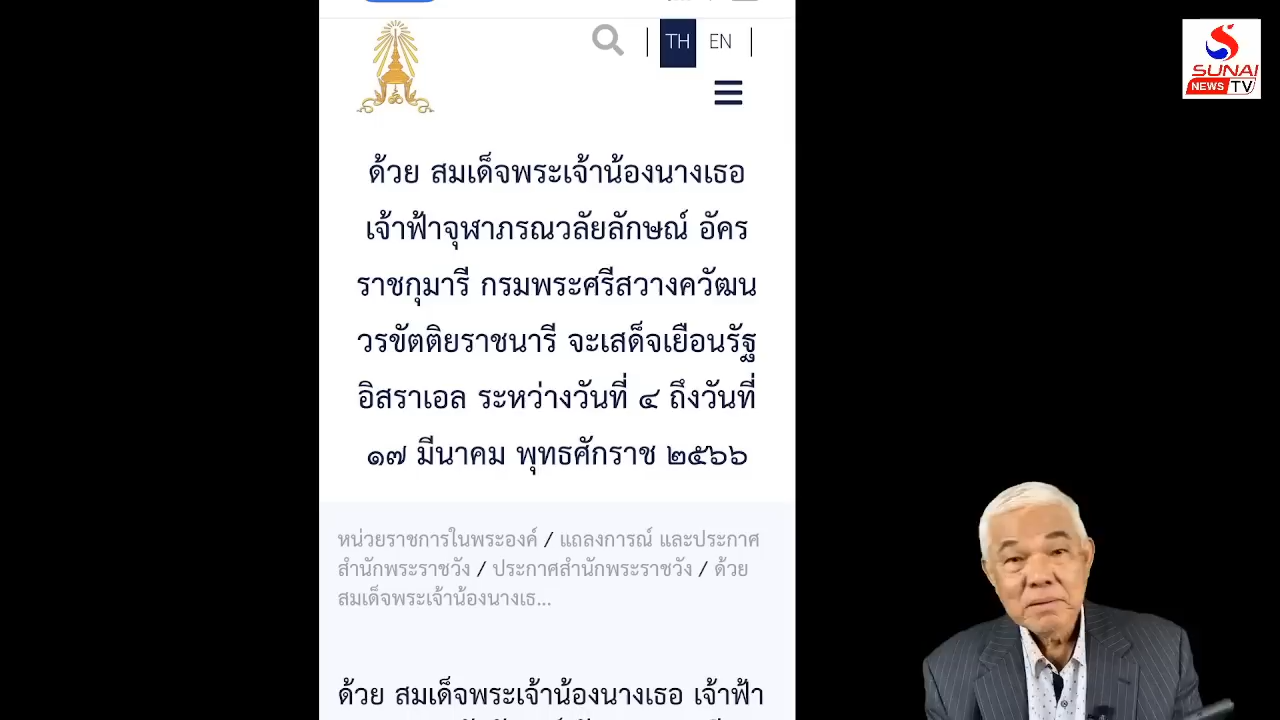 TH EN
SUNAI
NEWS TV
ด้วย สมเด็จพระเจ้าน้องนางเธอ
เจ้าฟ้าจุฬาภรณวลัยลักษณ์ อัคร
ราชกุมารี กรมพระศรีสวางควัฒน
วรขัตติยราชนารี จะเสด็จเยือนรัฐ
อิสราเอล ระหว่างวันที่ ๔ ถึงวันที่
๑๗ มีนาคม พุทธศักราช ๒๕๖๖
หน่วยราชการในพระองค์ / แถลงการณ์ และประกาศ
สำนักพระราชวัง / ประกาศสำนักพระราชวัง / ด้วย
สมเด็จพระเจ้าน้องนางเธ...
ด้วย สมเด็จพระเจ้าน้องนางเธอ เจ้าฟ้า